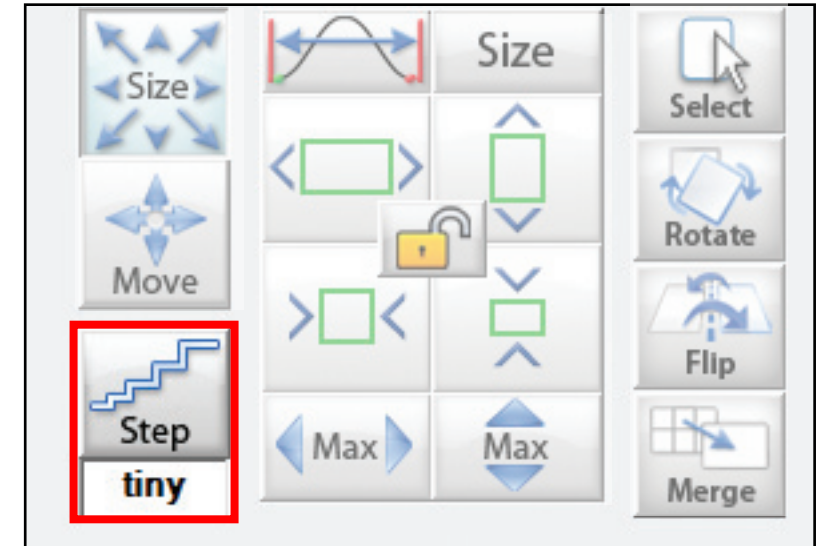 Size
Move
Step
tiny
Size
Max
Max
Select
Rotate
Flip
Merge